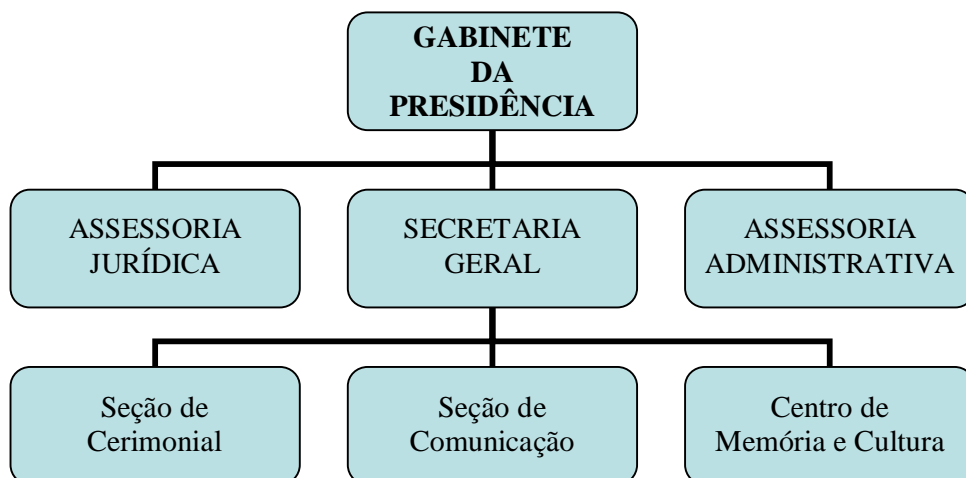 GABINETE
DA
PRESIDÊNCIA
ASSESSORIA
JURÍDICA
SECRETARIA
GERAL
ASSESSORIA
ADMINISTRATIVA
Seção de
Cerimonial
Seção de
Comunicação
Centro de
Memória e Cultura